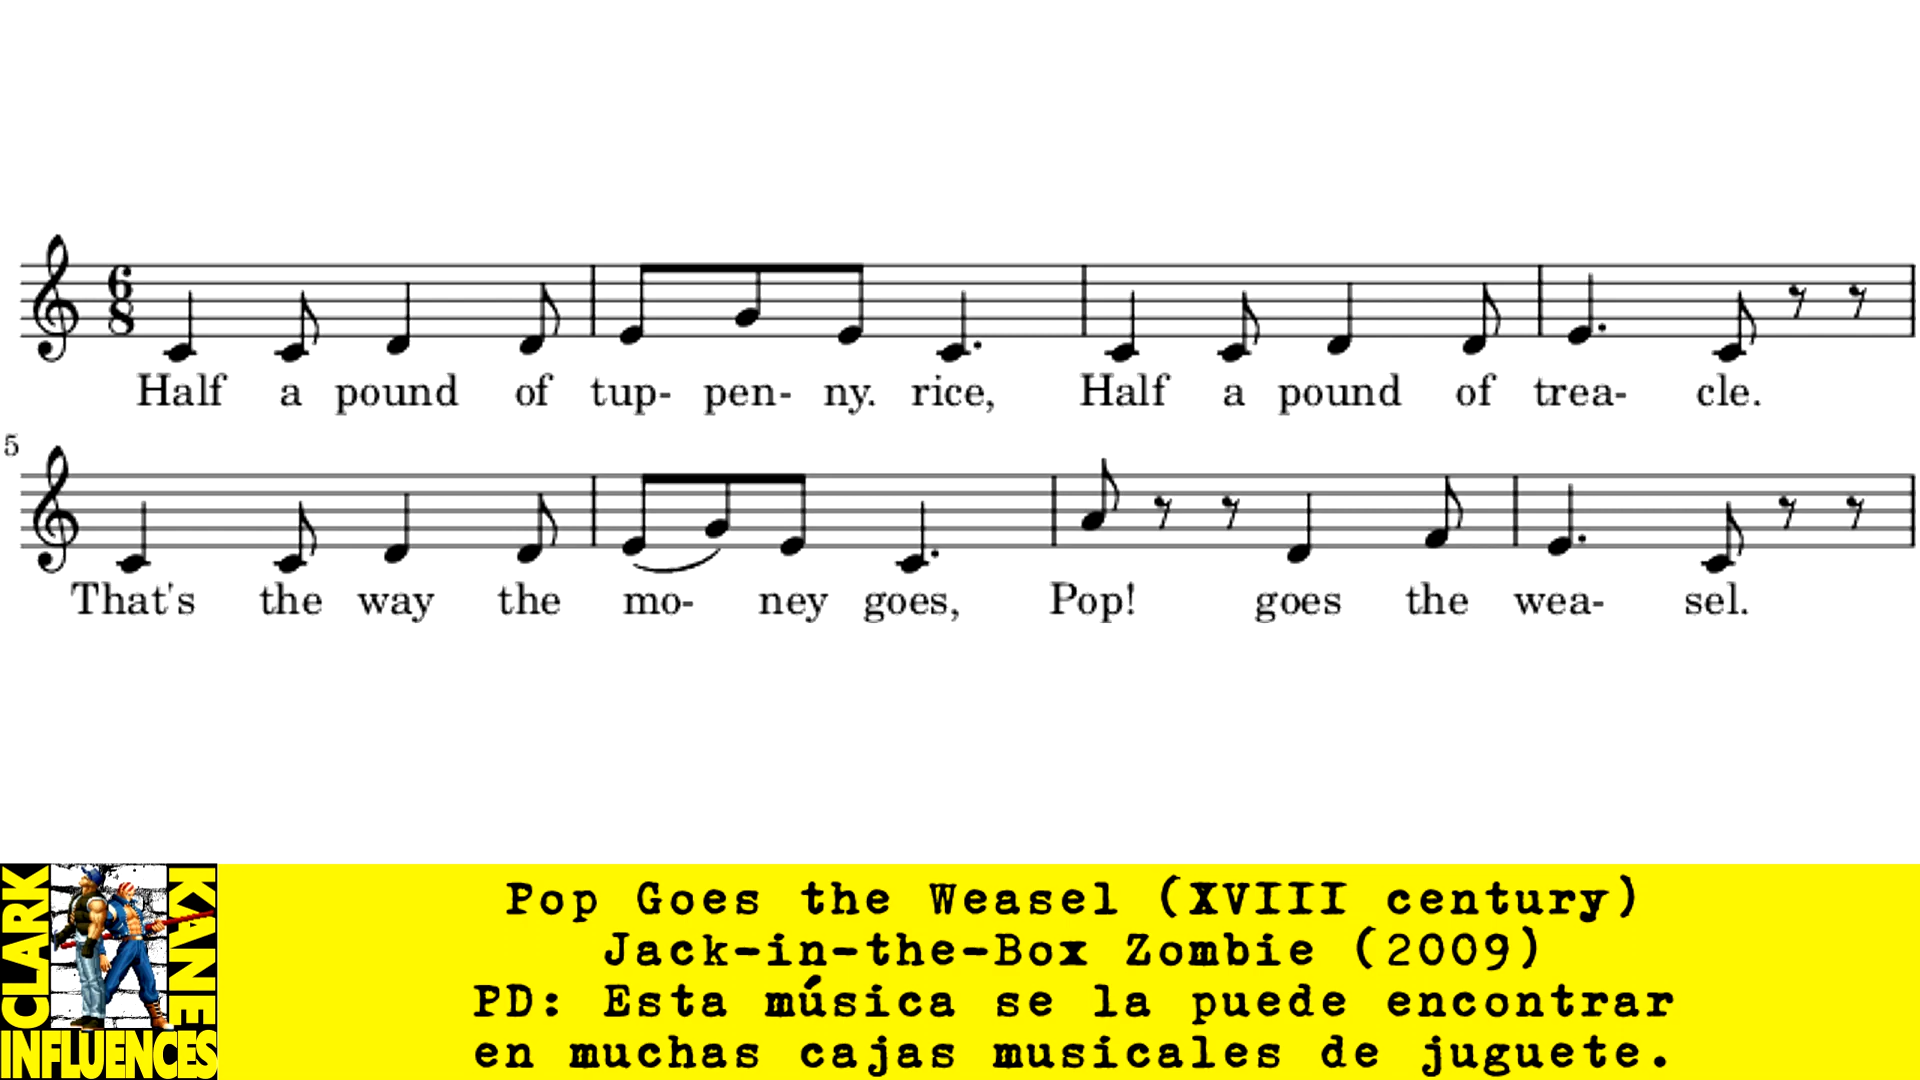 6
8
Half a pound of tup- pen- ny. rice, Half a pound of trea- cle.
5
That's the way the mo- ney goes, Pop! goes the wea- sel.
CLARK
KANE
INFLUENCES
Pop Goes the Weasel (XVIII century)
Jack-in-the-Box Zombie (2009)
PD: Esta música se la puede encontrar
en muchas cajas musicales de juguete.